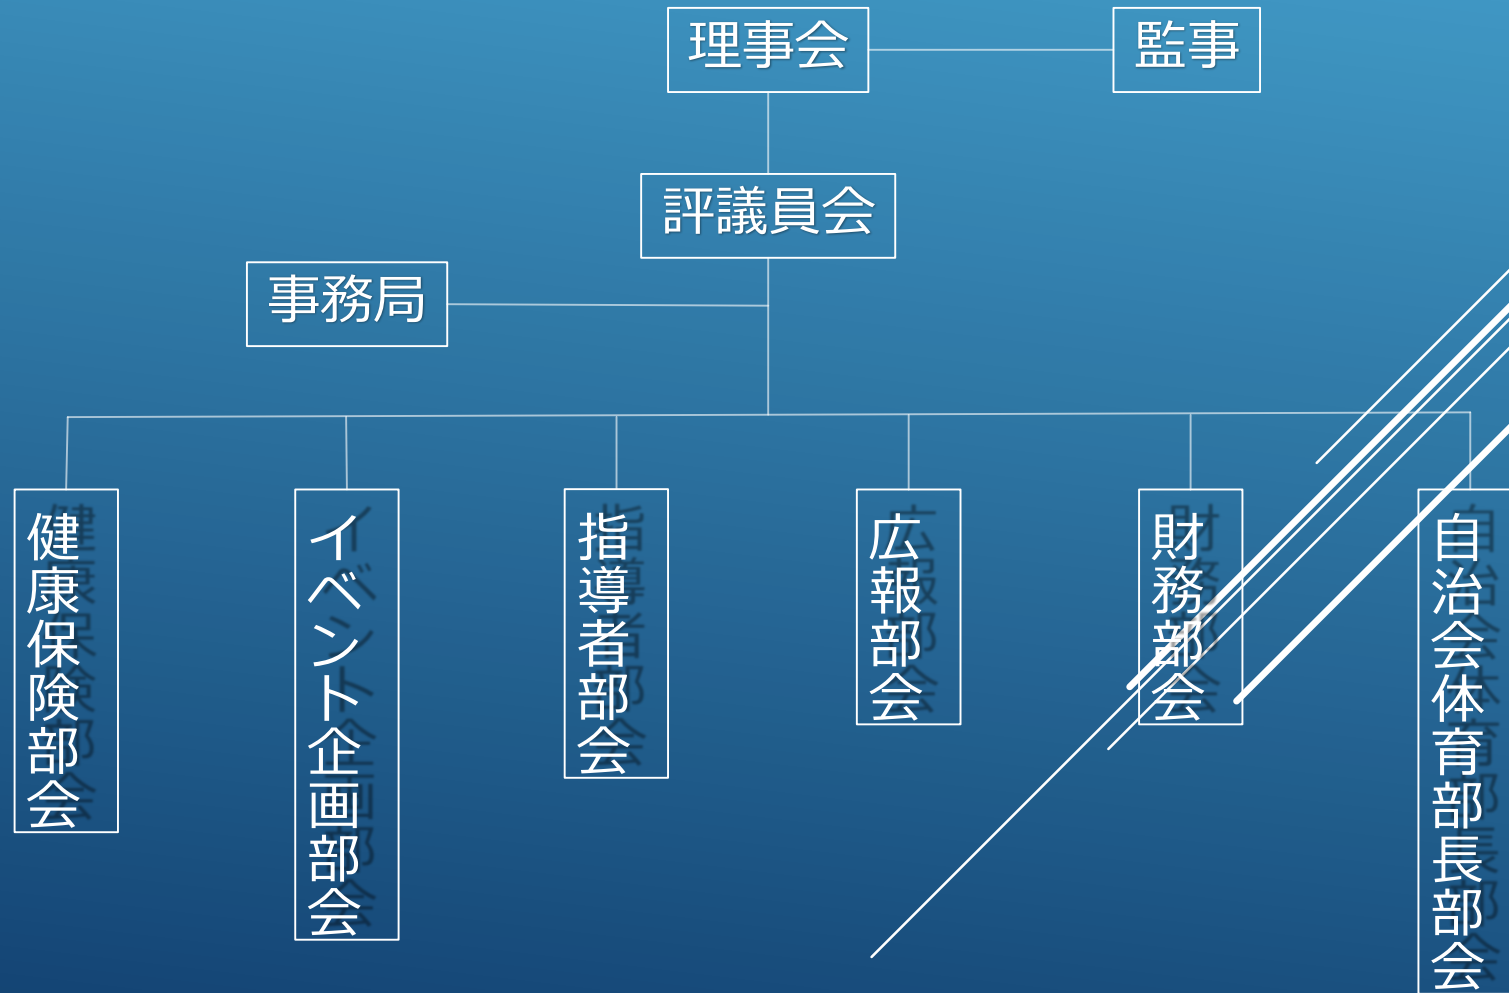 理事会
監事
評議員会
事務局
健康保険部会
イベント企画部会
指導者部会
広報部会
財務部会
自治会体育部長部会